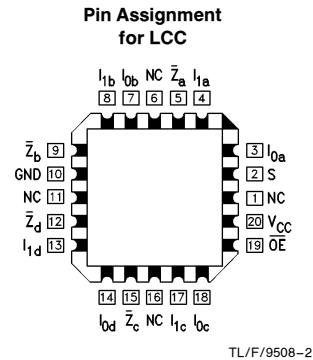 Pin Assignment
for LCC
I1b I0b NC Z̅a I1a
8 7 6 5 4
Z̅b 9
GND 10
NC 11
Z̅d 12
I1d 13
3 I0a
2 S
1 NC
20 VCC
19 O̅E̅
14 15 16 17 18
I0d Z̅c NC I1c I0c
TL/F/9508–2